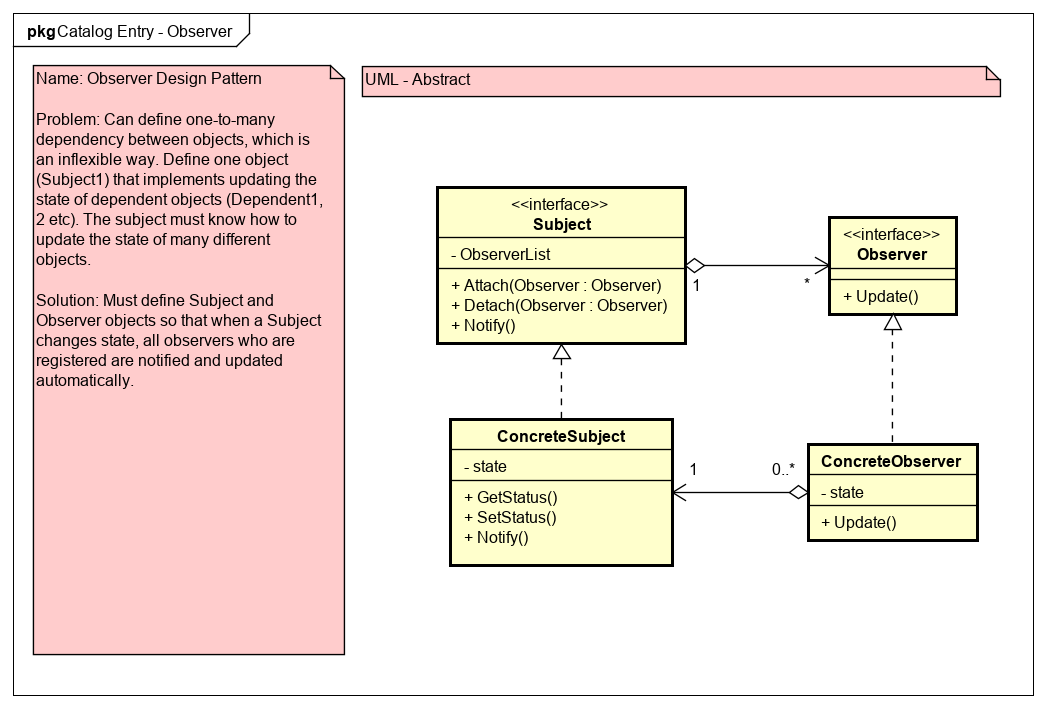 pkg Catalog Entry - Observer
Name: Observer Design Pattern
Problem: Can define one-to-many
dependency between objects, which is
an inflexible way. Define one object
(Subject1) that implements updating the
state of dependent objects (Dependent1,
2 etc). The subject must know how to
update the state of many different
objects.
Solution: Must define Subject and
Observer objects so that when a Subject
changes state, all observers who are
registered are notified and updated
automatically.
UML - Abstract
<<interface>>
Subject
- ObserverList
+ Attach(Observer : Observer)
+ Detach(Observer : Observer)
+ Notify()
1
*
<<interface>>
Observer
+ Update()
ConcreteSubject
- state
+ GetStatus()
+ SetStatus()
+ Notify()
1
0..*
ConcreteObserver
- state
+ Update()